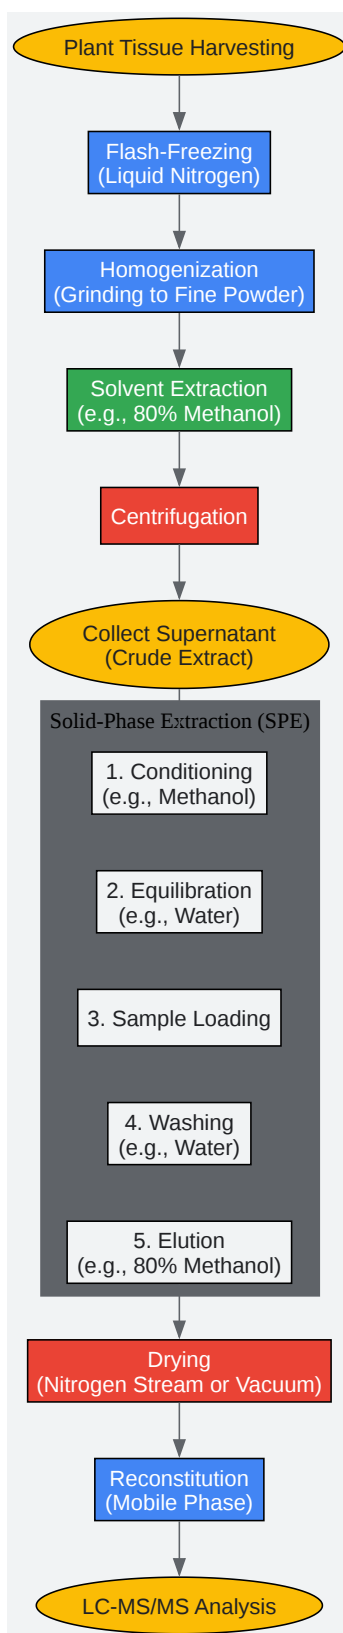 Plant Tissue Harvesting
Flash-Freezing
(Liquid Nitrogen)
Homogenization
(Grinding to Fine Powder)
Solvent Extraction
(e.g., 80% Methanol)
Centrifugation
Collect Supernatant
(Crude Extract)
Solid-Phase Extraction (SPE)
1. Conditioning
(e.g., Methanol)
2. Equilibration
(e.g., Water)
3. Sample Loading
4. Washing
(e.g., Water)
5. Elution
(e.g., 80% Methanol)
Drying
(Nitrogen Stream or Vacuum)
Reconstitution
(Mobile Phase)
LC-MS/MS Analysis